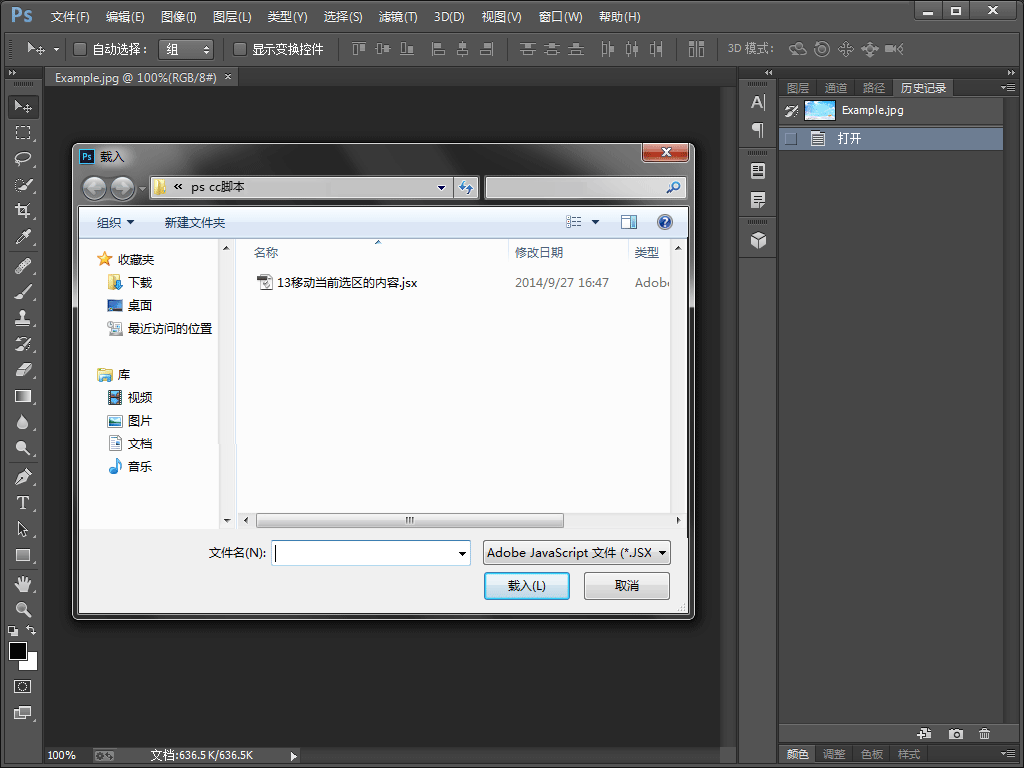 Ps 文件(F) 编辑(E) 图像(I) 图层(L) 类型(Y) 选择(S) 滤镜(T) 3D(D) 视图(V) 窗口(W) 帮助(H)
自动选择： 组 显示变换控件 3D 模式：
Example.jpg @ 100%(RGB/8#) ×
图层 通道 路径 历史记录
Example.jpg
打开
Ps 载入
« ps cc脚本
组织 新建文件夹
收藏夹
下载
桌面
最近访问的位置
库
视频
图片
文档
音乐
名称 修改日期 类型
13移动当前选区的内容.jsx 2014/9/27 16:47 Adobe
文件名(N): Adobe JavaScript 文件 (*.JSX
载入(L) 取消
100% 文档:636.5 K/636.5K
颜色 调整 色板 样式